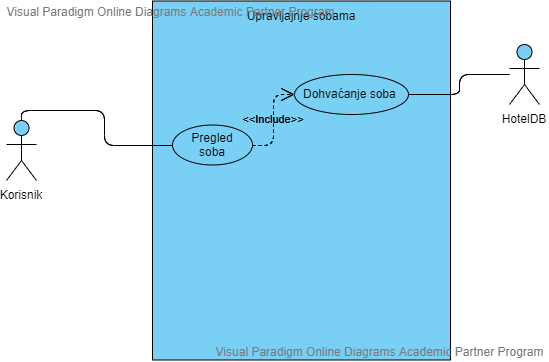 Visual Paradigm Online Diagrams Academic Partner Program
Upravljajnje sobama
Dohvaćanje soba
<<Include>>
HotelDB
Pregled
soba
Korisnik
Visual Paradigm Online Diagrams Academic Partner Program